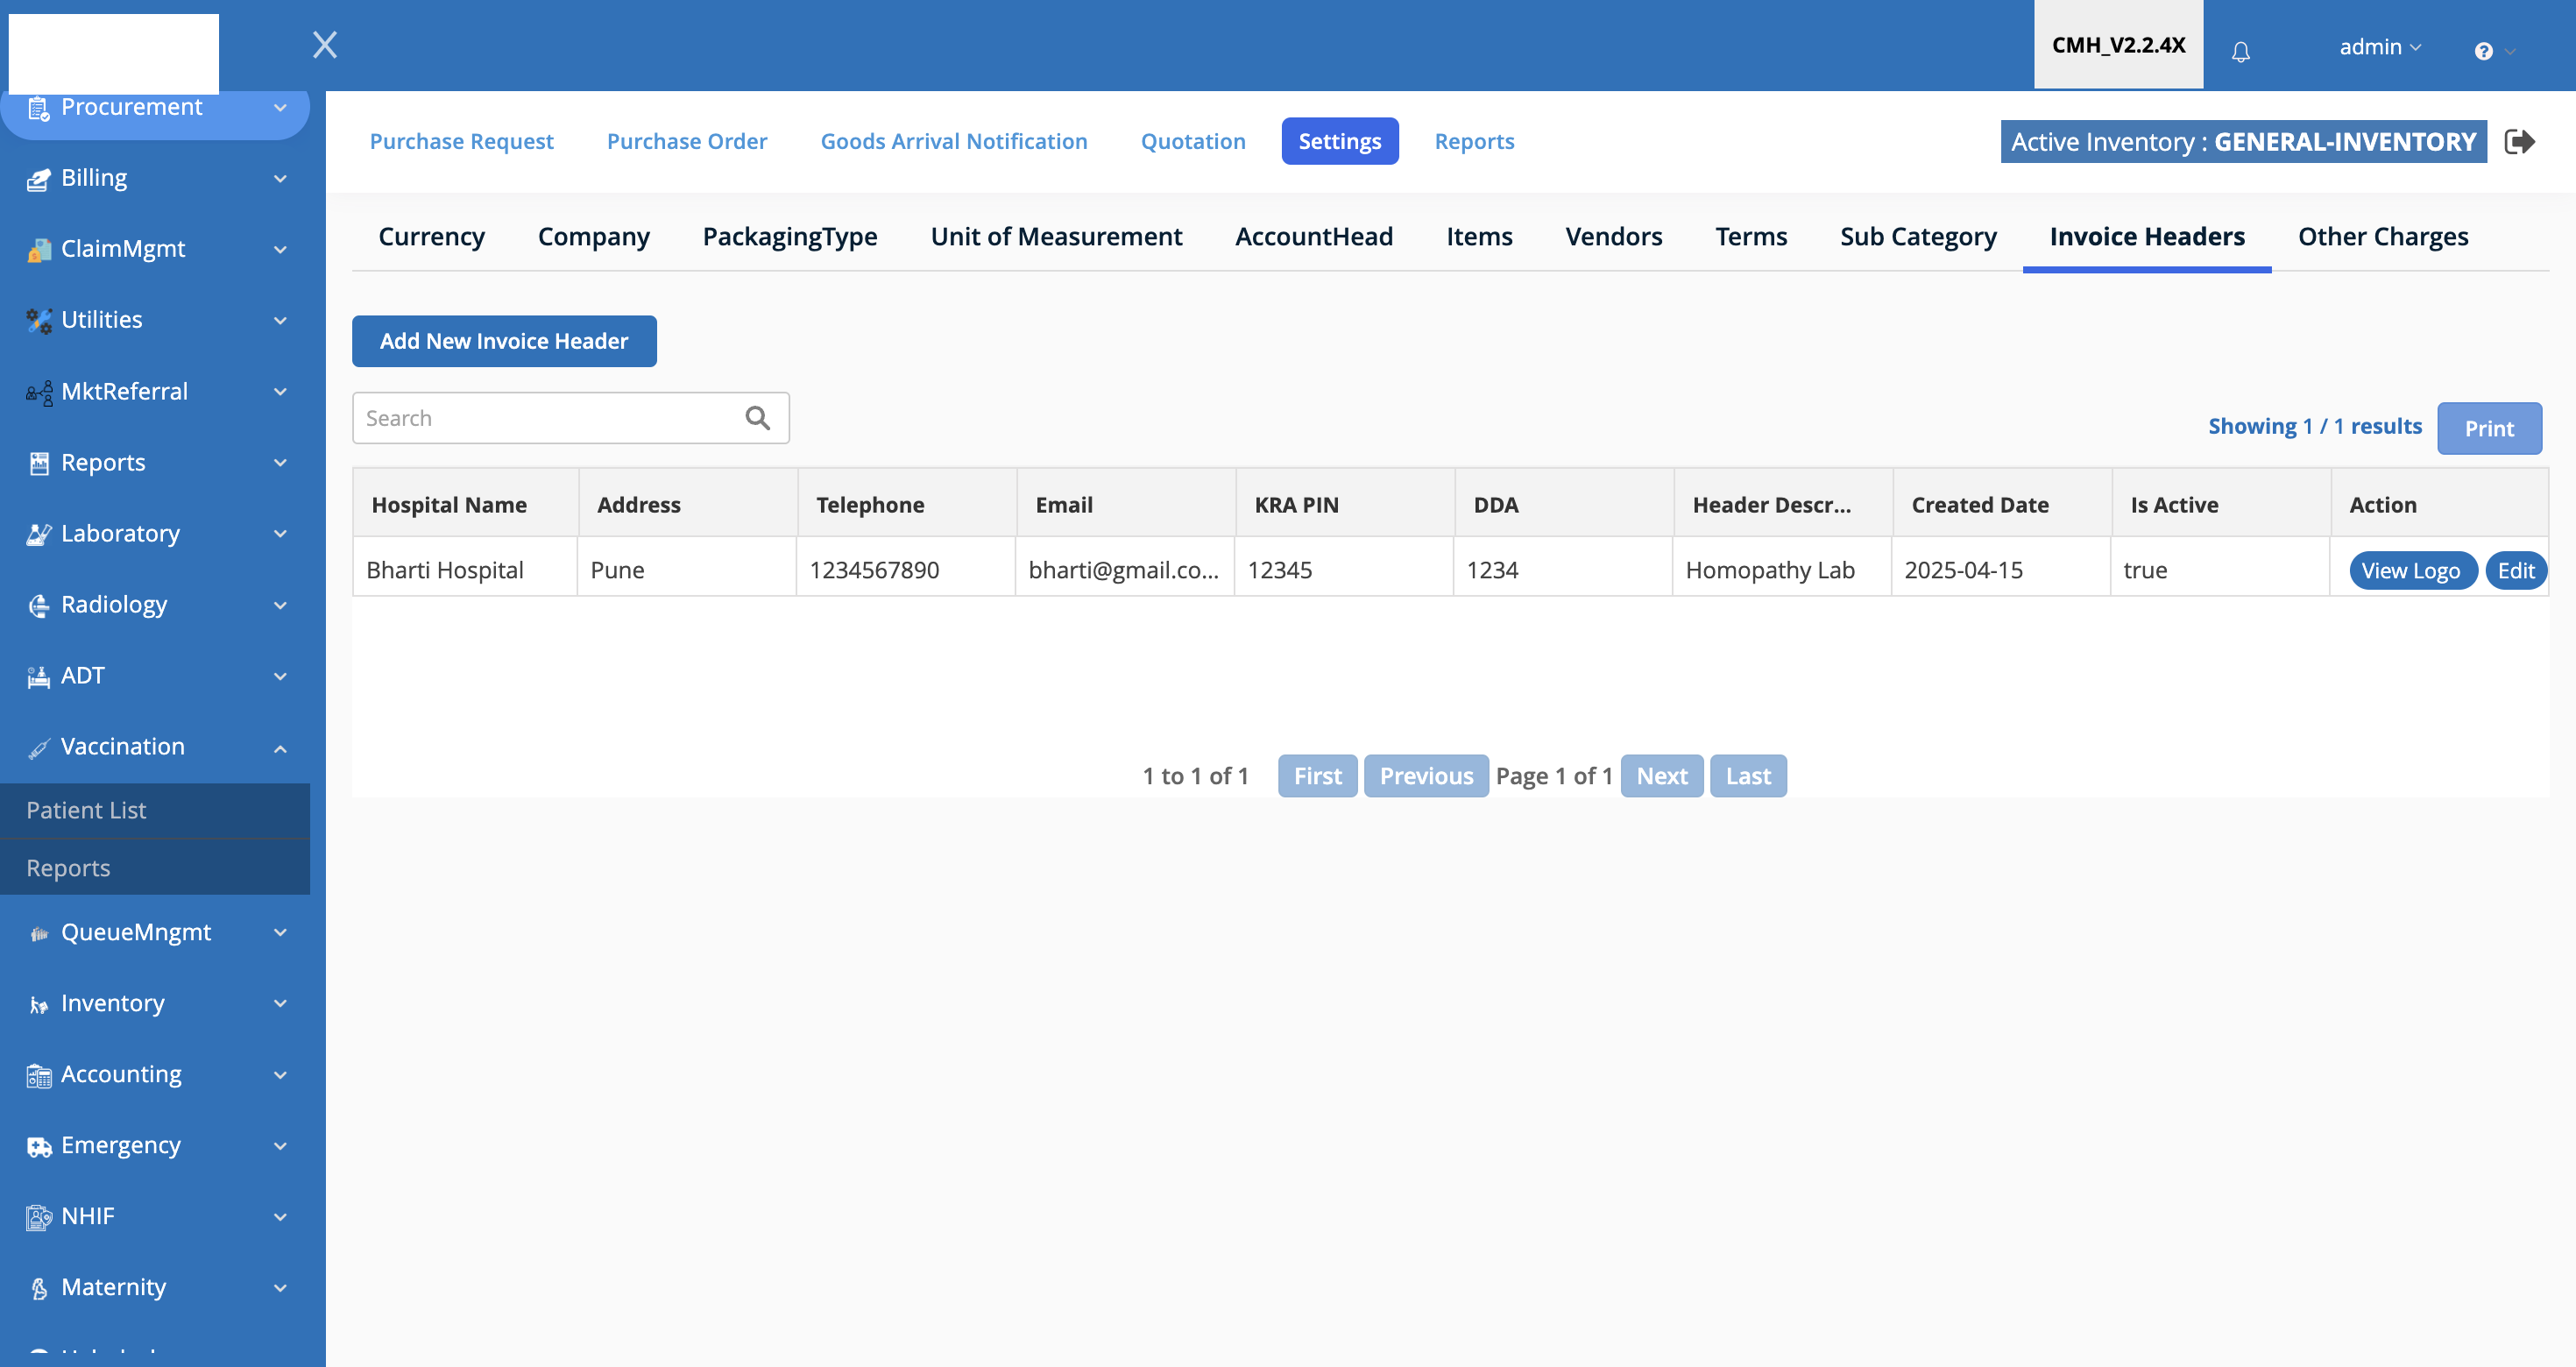 CMH_V2.2.4X
admin
Procurement
Billing
ClaimMgmt
Utilities
MktReferral
Reports
Laboratory
Radiology
ADT
Vaccination
Patient List
Reports
QueueMngmt
Inventory
Accounting
Emergency
NHIF
Maternity
Purchase Request Purchase Order Goods Arrival Notification Quotation Settings Reports
Active Inventory : GENERAL-INVENTORY
Currency Company PackagingType Unit of Measurement AccountHead Items Vendors Terms Sub Category Invoice Headers Other Charges
Add New Invoice Header
Search
Showing 1 / 1 results Print
Hospital Name Address Telephone Email KRA PIN DDA Header Descr... Created Date Is Active Action
Bharti Hospital Pune 1234567890 bharti@gmail.co... 12345 1234 Homopathy Lab 2025-04-15 true View Logo Edit
1 to 1 of 1 First Previous Page 1 of 1 Next Last